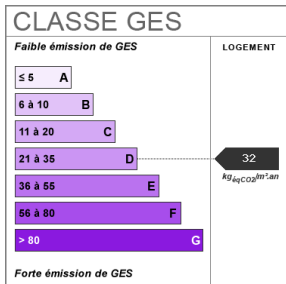 CLASSE GES
Faible émission de GES
LOGEMENT
≤ 5 A
6 à 10 B
11 à 20 C
21 à 35 D
32
kgéqCO2/m².an
36 à 55 E
56 à 80 F
> 80 G
Forte émission de GES